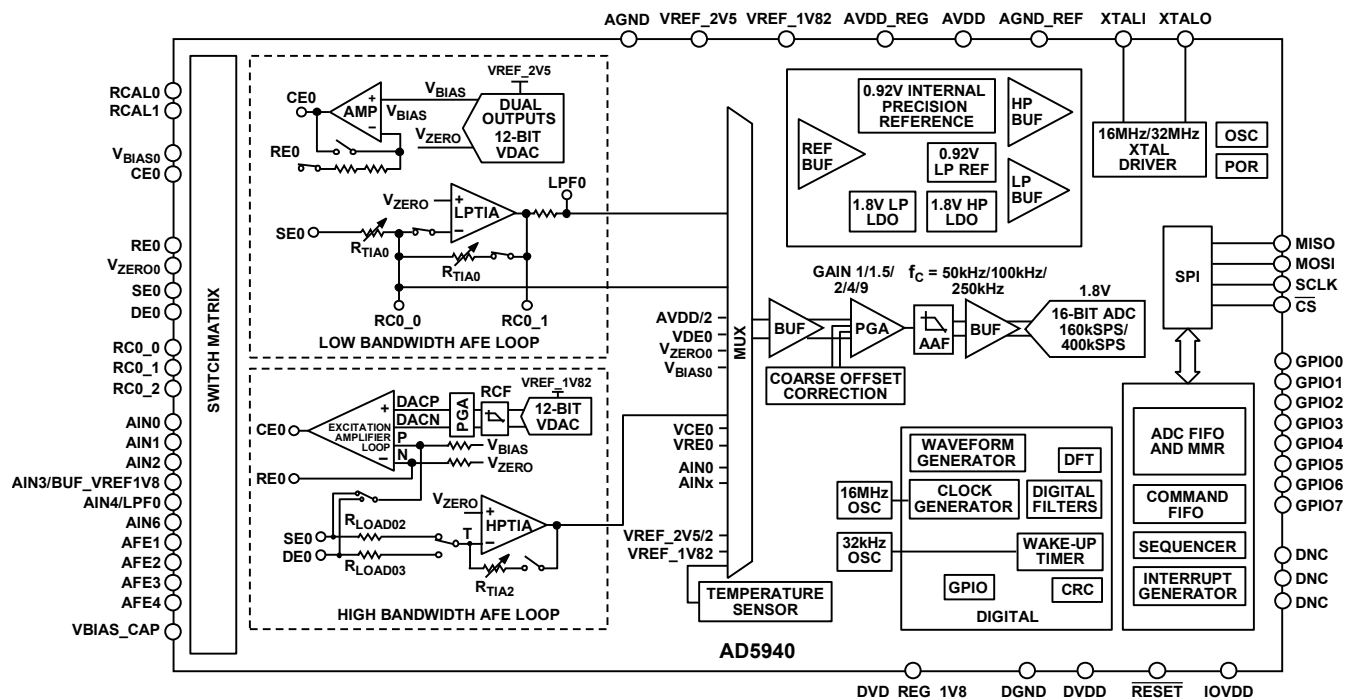 AGND
VREF_2V5
VREF_1V82
AVDD_REG
AVDD
AGND_REF
XTALI
XTALO
RCAL0
RCAL1
VBIAS0
CE0
RE0
VZERO0
SE0
DE0
RC0_0
RC0_1
RC0_2
AIN0
AIN1
AIN2
AIN3/BUF_VREF1V8
AIN4/LPF0
AIN6
AFE1
AFE2
AFE3
AFE4
VBIAS_CAP
SWITCH MATRIX
VREF_2V5
CE0
AMP
+
−
VBIAS
VBIAS
VZERO
DUAL
OUTPUTS
12-BIT
VDAC
RE0
LPF0
VZERO
+
LPTIA
−
SE0
RTIA0
RTIA0
RC0_0
RC0_1
LOW BANDWIDTH AFE LOOP
VREF_1V82
RCF
CE0
+
−
EXCITATION
AMPLIFIER
LOOP
P
N
DACP
DACN
PGA
12-BIT
VDAC
VBIAS
VZERO
RE0
VZERO
+
HPTIA
−
T
SE0
DE0
RLOAD02
RLOAD03
RTIA2
HIGH BANDWIDTH AFE LOOP
MUX
AVDD/2
VDE0
VZERO0
VBIAS0
VCE0
VRE0
AIN0
AINx
VREF_2V5/2
VREF_1V82
TEMPERATURE
SENSOR
0.92V INTERNAL
PRECISION
REFERENCE
HP
BUF
REF
BUF
0.92V
LP REF
LP
BUF
1.8V LP
LDO
1.8V HP
LDO
16MHz/32MHz
XTAL
DRIVER
OSC
POR
GAIN 1/1.5/
2/4/9
fC = 50kHz/100kHz/
250kHz
1.8V
BUF
PGA
AAF
BUF
16-BIT ADC
160kSPS/
400kSPS
COARSE OFFSET
CORRECTION
SPI
MISO
MOSI
SCLK
CS
WAVEFORM
GENERATOR
DFT
16MHz
OSC
CLOCK
GENERATOR
DIGITAL
FILTERS
32kHz
OSC
WAKE-UP
TIMER
GPIO
CRC
DIGITAL
ADC FIFO
AND MMR
COMMAND
FIFO
SEQUENCER
INTERRUPT
GENERATOR
GPIO0
GPIO1
GPIO2
GPIO3
GPIO4
GPIO5
GPIO6
GPIO7
DNC
DNC
DNC
AD5940
DVD_REG_1V8
DGND
DVDD
RESET
IOVDD